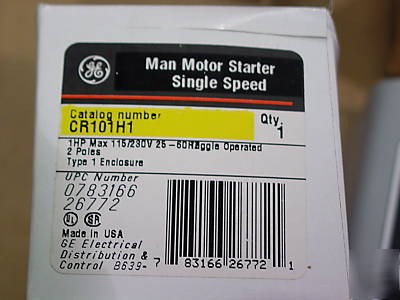 Man Motor Starter
Single Speed
Catalog number
CR101H1
Qty.
1
1HP Max 115/230V 25-60HZ Toggle Operated
2 Poles
Type 1 Enclosure
UPC Number
0783166
26772
Made in USA
GE Electrical
Distribution &
Control 8639-
7 83166 26772 1